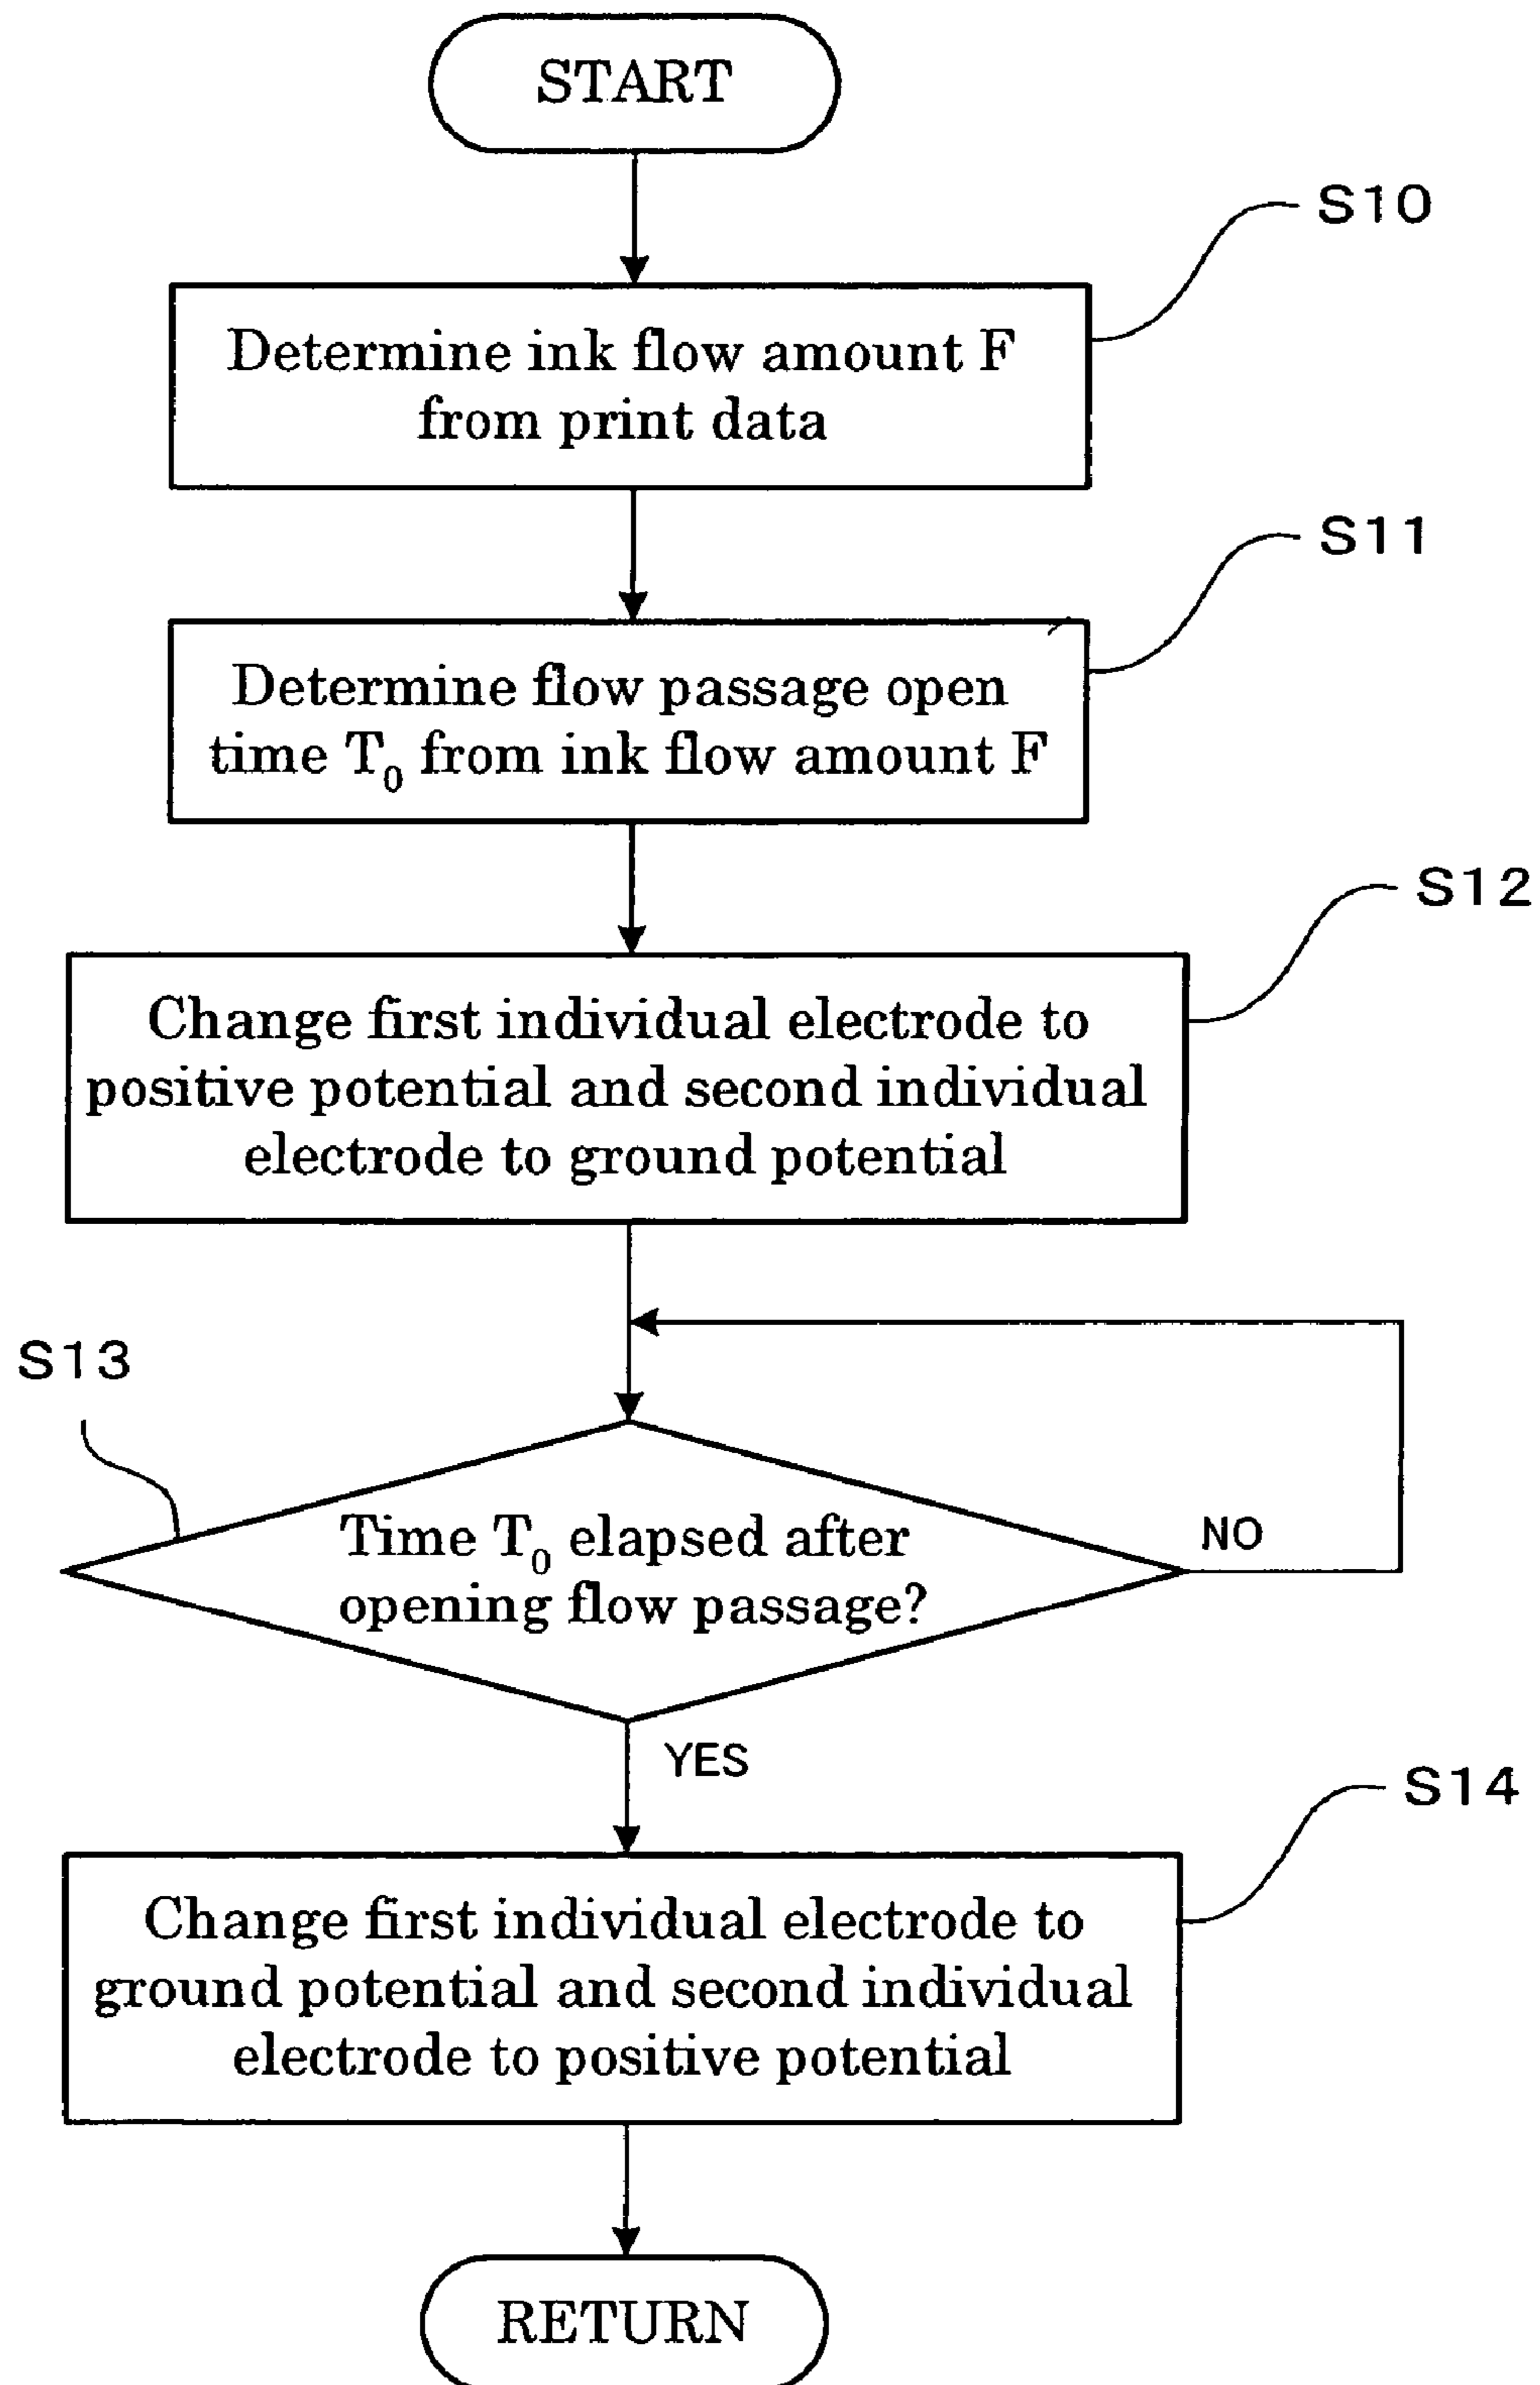 START
S10
Determine ink flow amount F
from print data
S11
Determine flow passage open
time T₀ from ink flow amount F
S12
Change first individual electrode to
positive potential and second individual
electrode to ground potential
S13
Time T₀ elapsed after
opening flow passage?
NO
YES
S14
Change first individual electrode to
ground potential and second individual
electrode to positive potential
RETURN